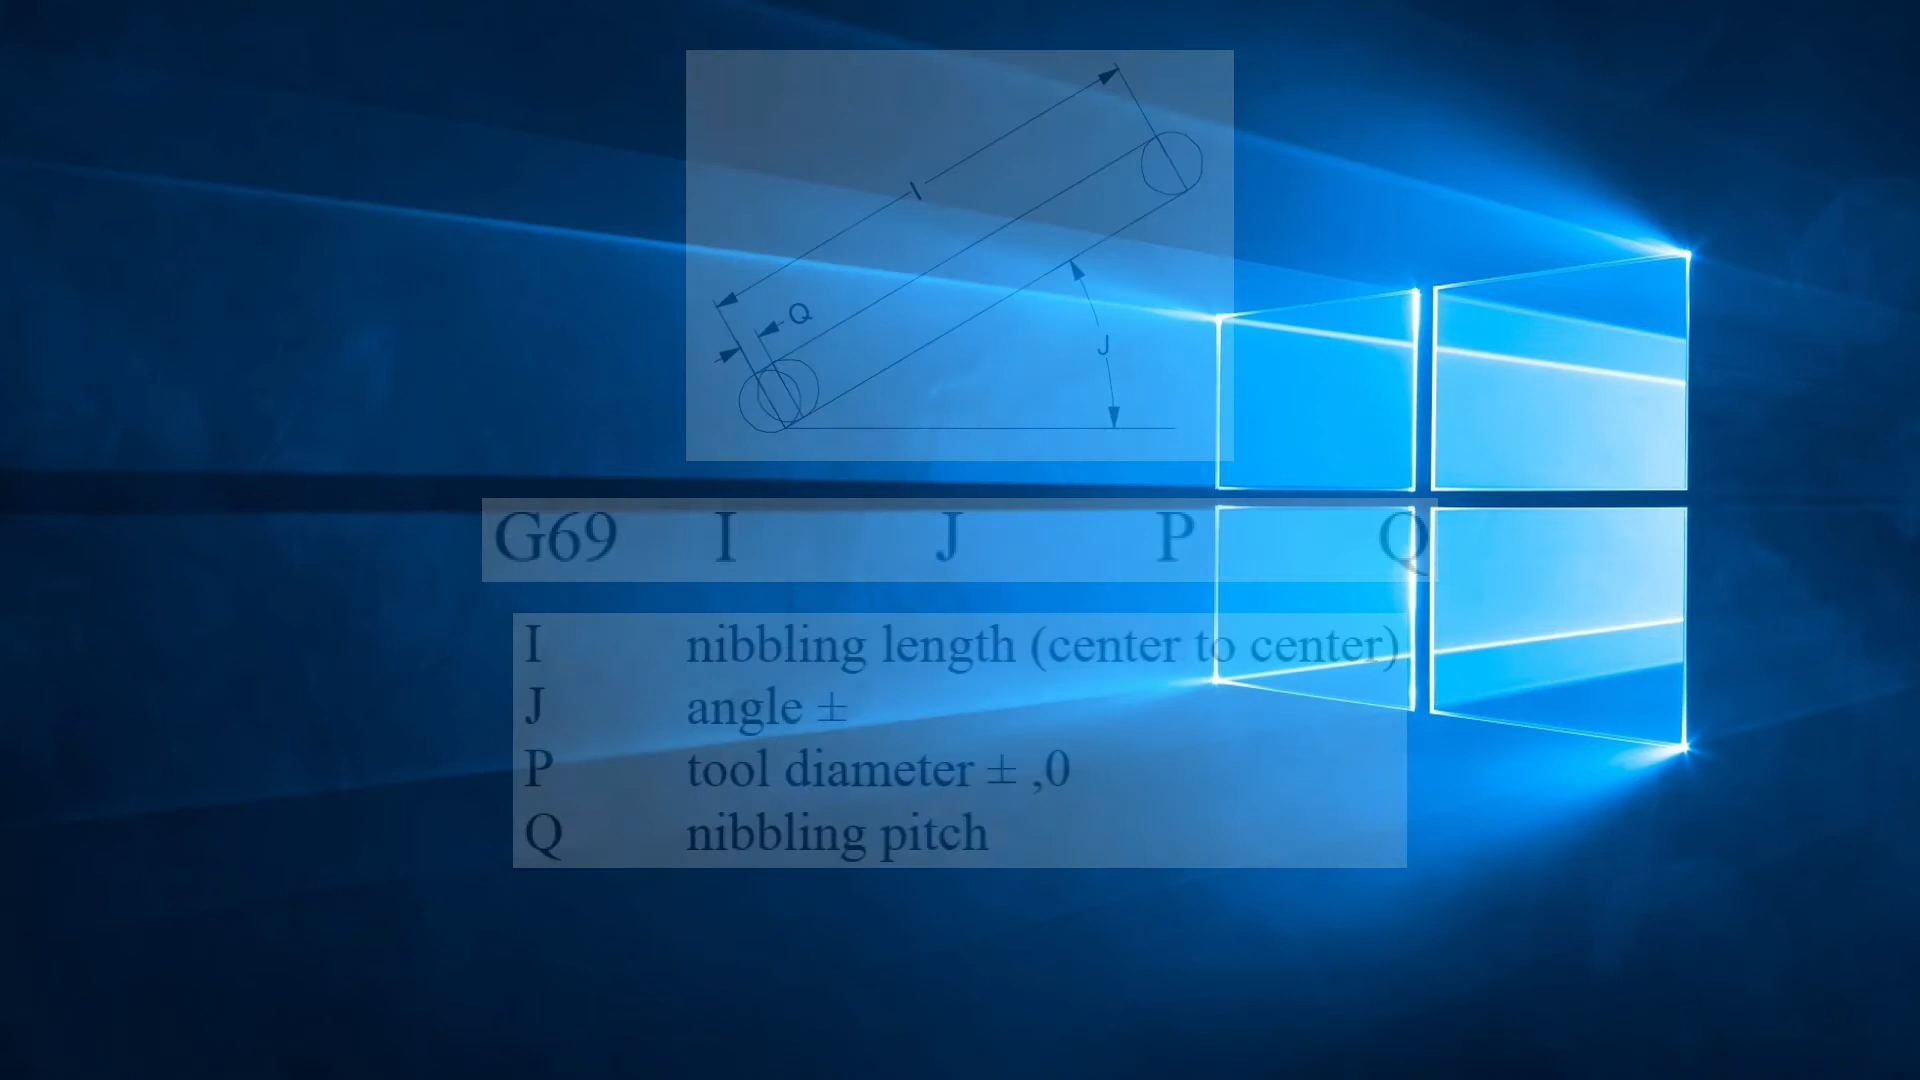 I
Q
J
G69 I J P Q
I nibbling length (center to center)
J angle ±
P tool diameter ± ,0
Q nibbling pitch